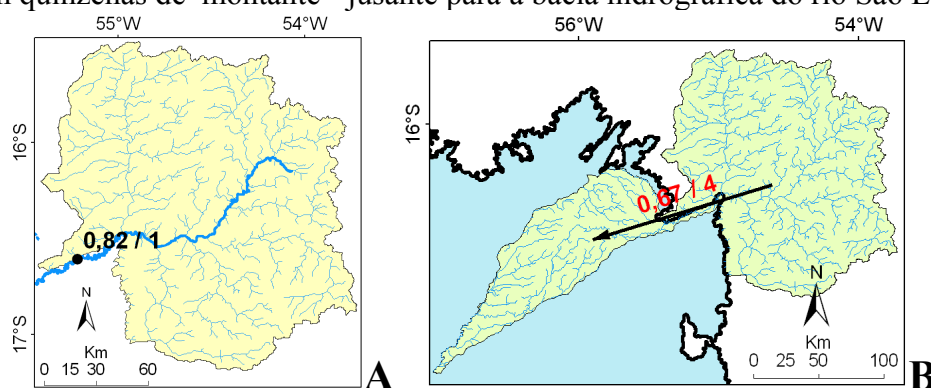 quinzenas de montante - jusante para a bacia hidrográfica do rio São
55°W 54°W
16°S
17°S
0,82 / 1
N
Km
0 15 30 60
A
56°W 54°W
16°S
0,67 / 4
N
Km
0 25 50 100
B